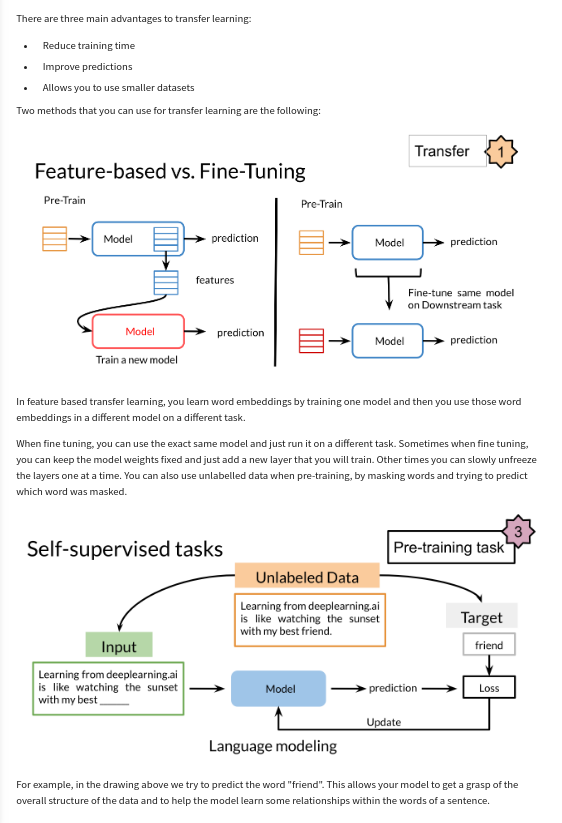 There are three main advantages to transfer learning:
• Reduce training time
• Improve predictions
• Allows you to use smaller datasets
Two methods that you can use for transfer learning are the following:
Transfer 1
Feature-based vs. Fine-Tuning
Pre-Train
Model
prediction
features
Model
prediction
Train a new model
Pre-Train
Model
prediction
Fine-tune same model
on Downstream task
Model
prediction
In feature based transfer learning, you learn word embeddings by training one model and then you use those word
embeddings in a different model on a different task.
When fine tuning, you can use the exact same model and just run it on a different task. Sometimes when fine tuning,
you can keep the model weights fixed and just add a new layer that you will train. Other times you can slowly unfreeze
the layers one at a time. You can also use unlabelled data when pre-training, by masking words and trying to predict
which word was masked.
3
Self-supervised tasks
Pre-training task
Unlabeled Data
Learning from deeplearning.ai
is like watching the sunset
with my best friend.
Target
friend
Input
Learning from deeplearning.ai
is like watching the sunset
with my best ____
Model
prediction
Loss
Update
Language modeling
For example, in the drawing above we try to predict the word "friend". This allows your model to get a grasp of the
overall structure of the data and to help the model learn some relationships within the words of a sentence.